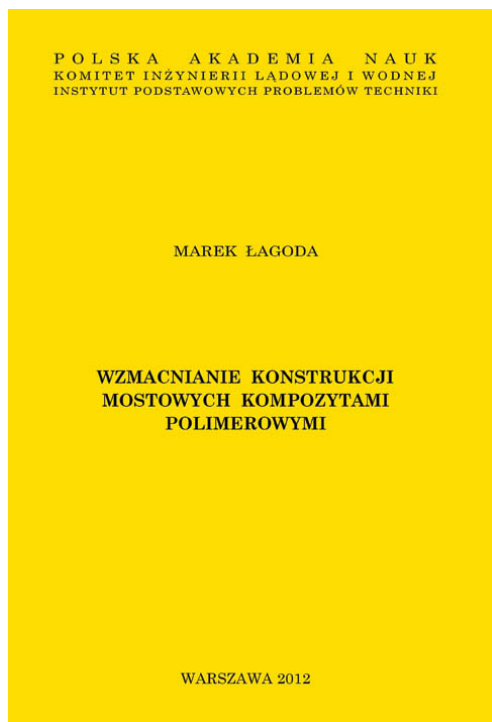 POLSKA AKADEMIA NAUK
KOMITET INŻYNIERII LĄDOWEJ I WODNEJ
INSTYTUT PODSTAWOWYCH PROBLEMÓW TECHNIKI
MAREK ŁAGODA
WZMACNIANIE KONSTRUKCJI
MOSTOWYCH KOMPOZYTAMI
POLIMEROWYMI
WARSZAWA 2012